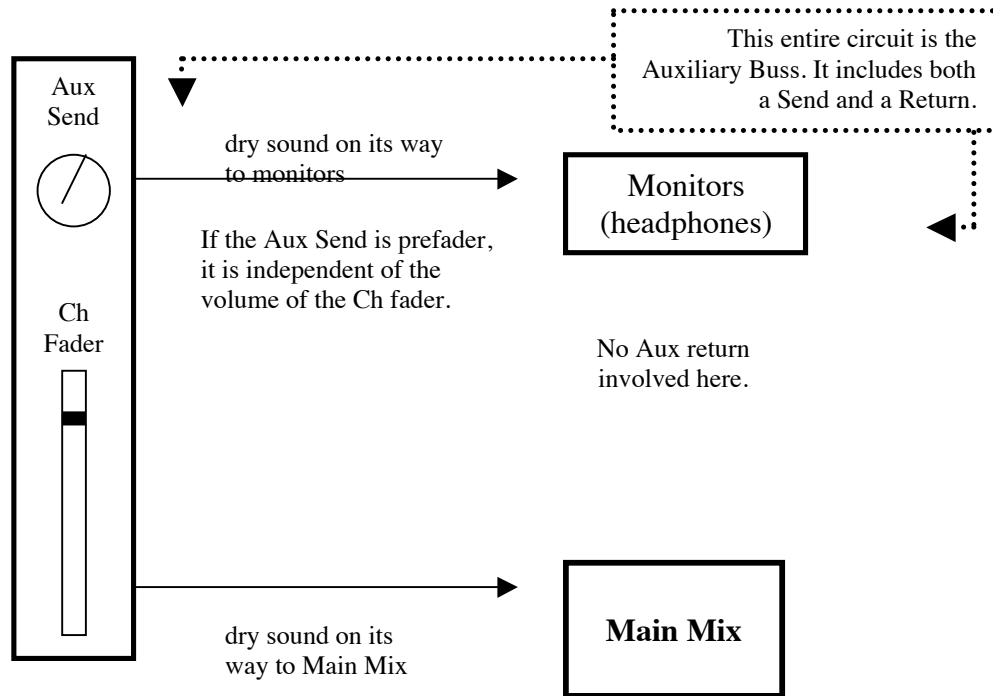 This entire circuit is the
Auxiliary Buss. It includes both
a Send and a Return.
Aux
Send
dry sound on its way
to monitors
Monitors
(headphones)
If the Aux Send is prefader,
it is independent of the
volume of the Ch fader.
Ch
Fader
No Aux return
involved here.
dry sound on its
way to Main Mix
Main Mix